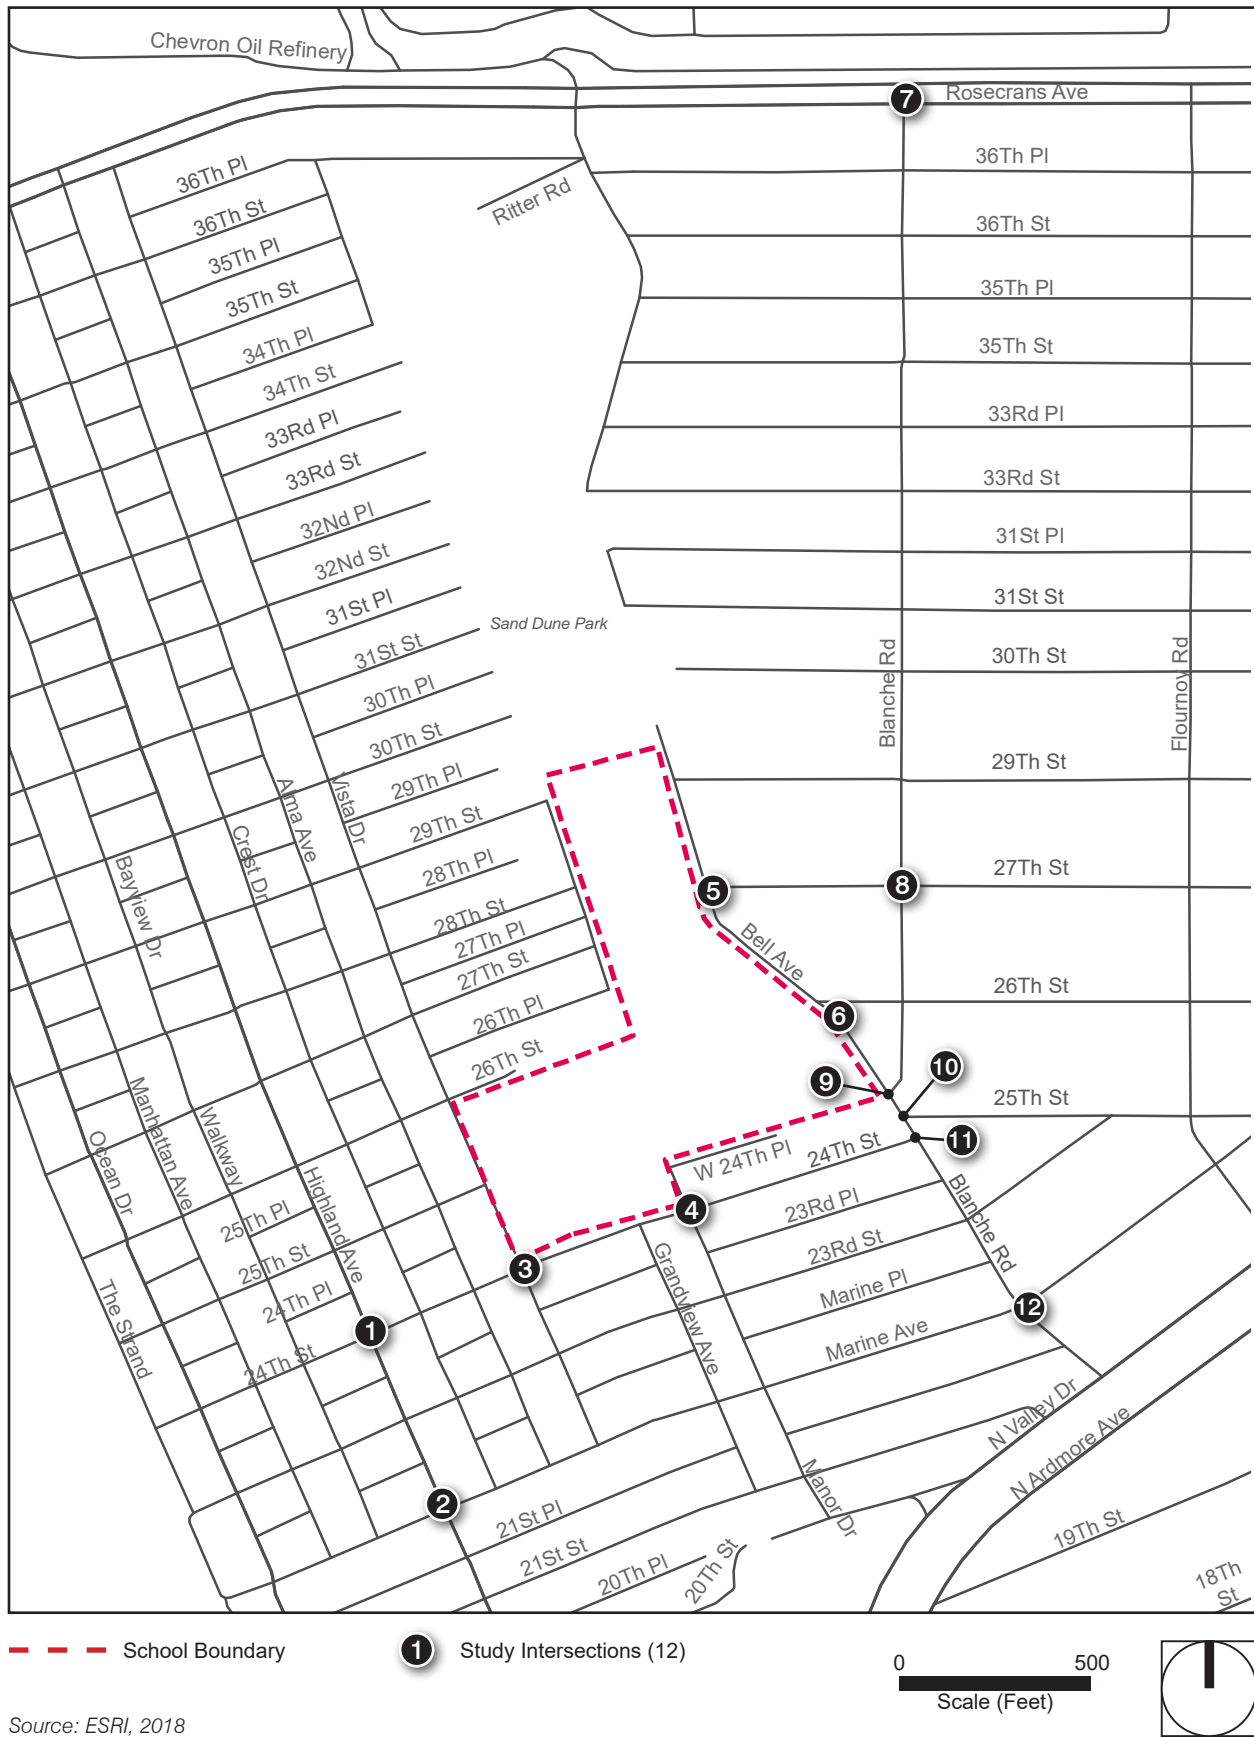 Chevron Oil Refinery
7
Rosecrans Ave
36Th Pl
36Th Pl
Ritter Rd
36Th St
36Th St
35Th Pl
35Th Pl
35Th St
35Th St
34Th Pl
34Th St
33Rd Pl
33Rd Pl
33Rd St
33Rd St
32Nd Pl
31St Pl
32Nd St
31St Pl
31St St
Sand Dune Park
31St St
30Th St
Blanche Rd
Flournoy Rd
30Th Pl
30Th St
29Th St
29Th Pl
Alma Ave
Vista Dr
29Th St
Crest Dr
28Th Pl
27Th St
5
8
Bayview Dr
28Th St
27Th Pl
Bell Ave
27Th St
26Th St
26Th Pl
6
26Th St
10
9
25Th St
Manhattan Ave
Walkway
Ocean Dr
11
24Th St
W 24Th Pl
Highland Ave
25Th Pl
4
23Rd Pl
Blanche Rd
25Th St
23Rd St
3
Grandview Ave
24Th Pl
Marine Pl
12
The Strand
1
24Th St
Marine Ave
N Valley Dr
N Ardmore Ave
2
Manor Dr
21St Pl
19Th St
21St St
20Th Pl
20Th St
18Th
St
School Boundary
1
Study Intersections (12)
0
500
Scale (Feet)
Source: ESRI, 2018